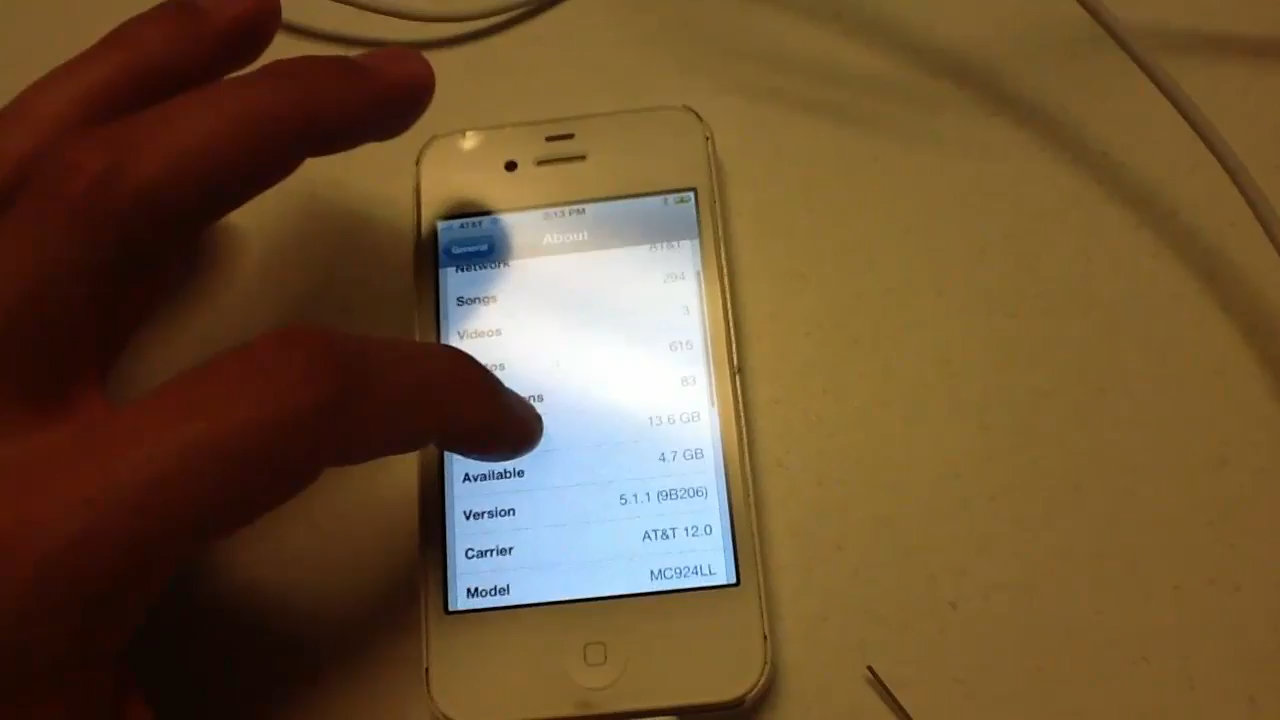 AT&T 2:13 PM
General About
Network AT&T
Songs 294
Videos 3
615
83
13.6 GB
Available 4.7 GB
Version 5.1.1 (9B206)
Carrier AT&T 12.0
Model MC924LL